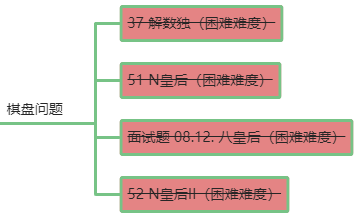 37 解数独（困难难度）
51 N皇后（困难难度）
棋盘问题
面试题 08.12. 八皇后（困难难度）
52 N皇后II（困难难度）